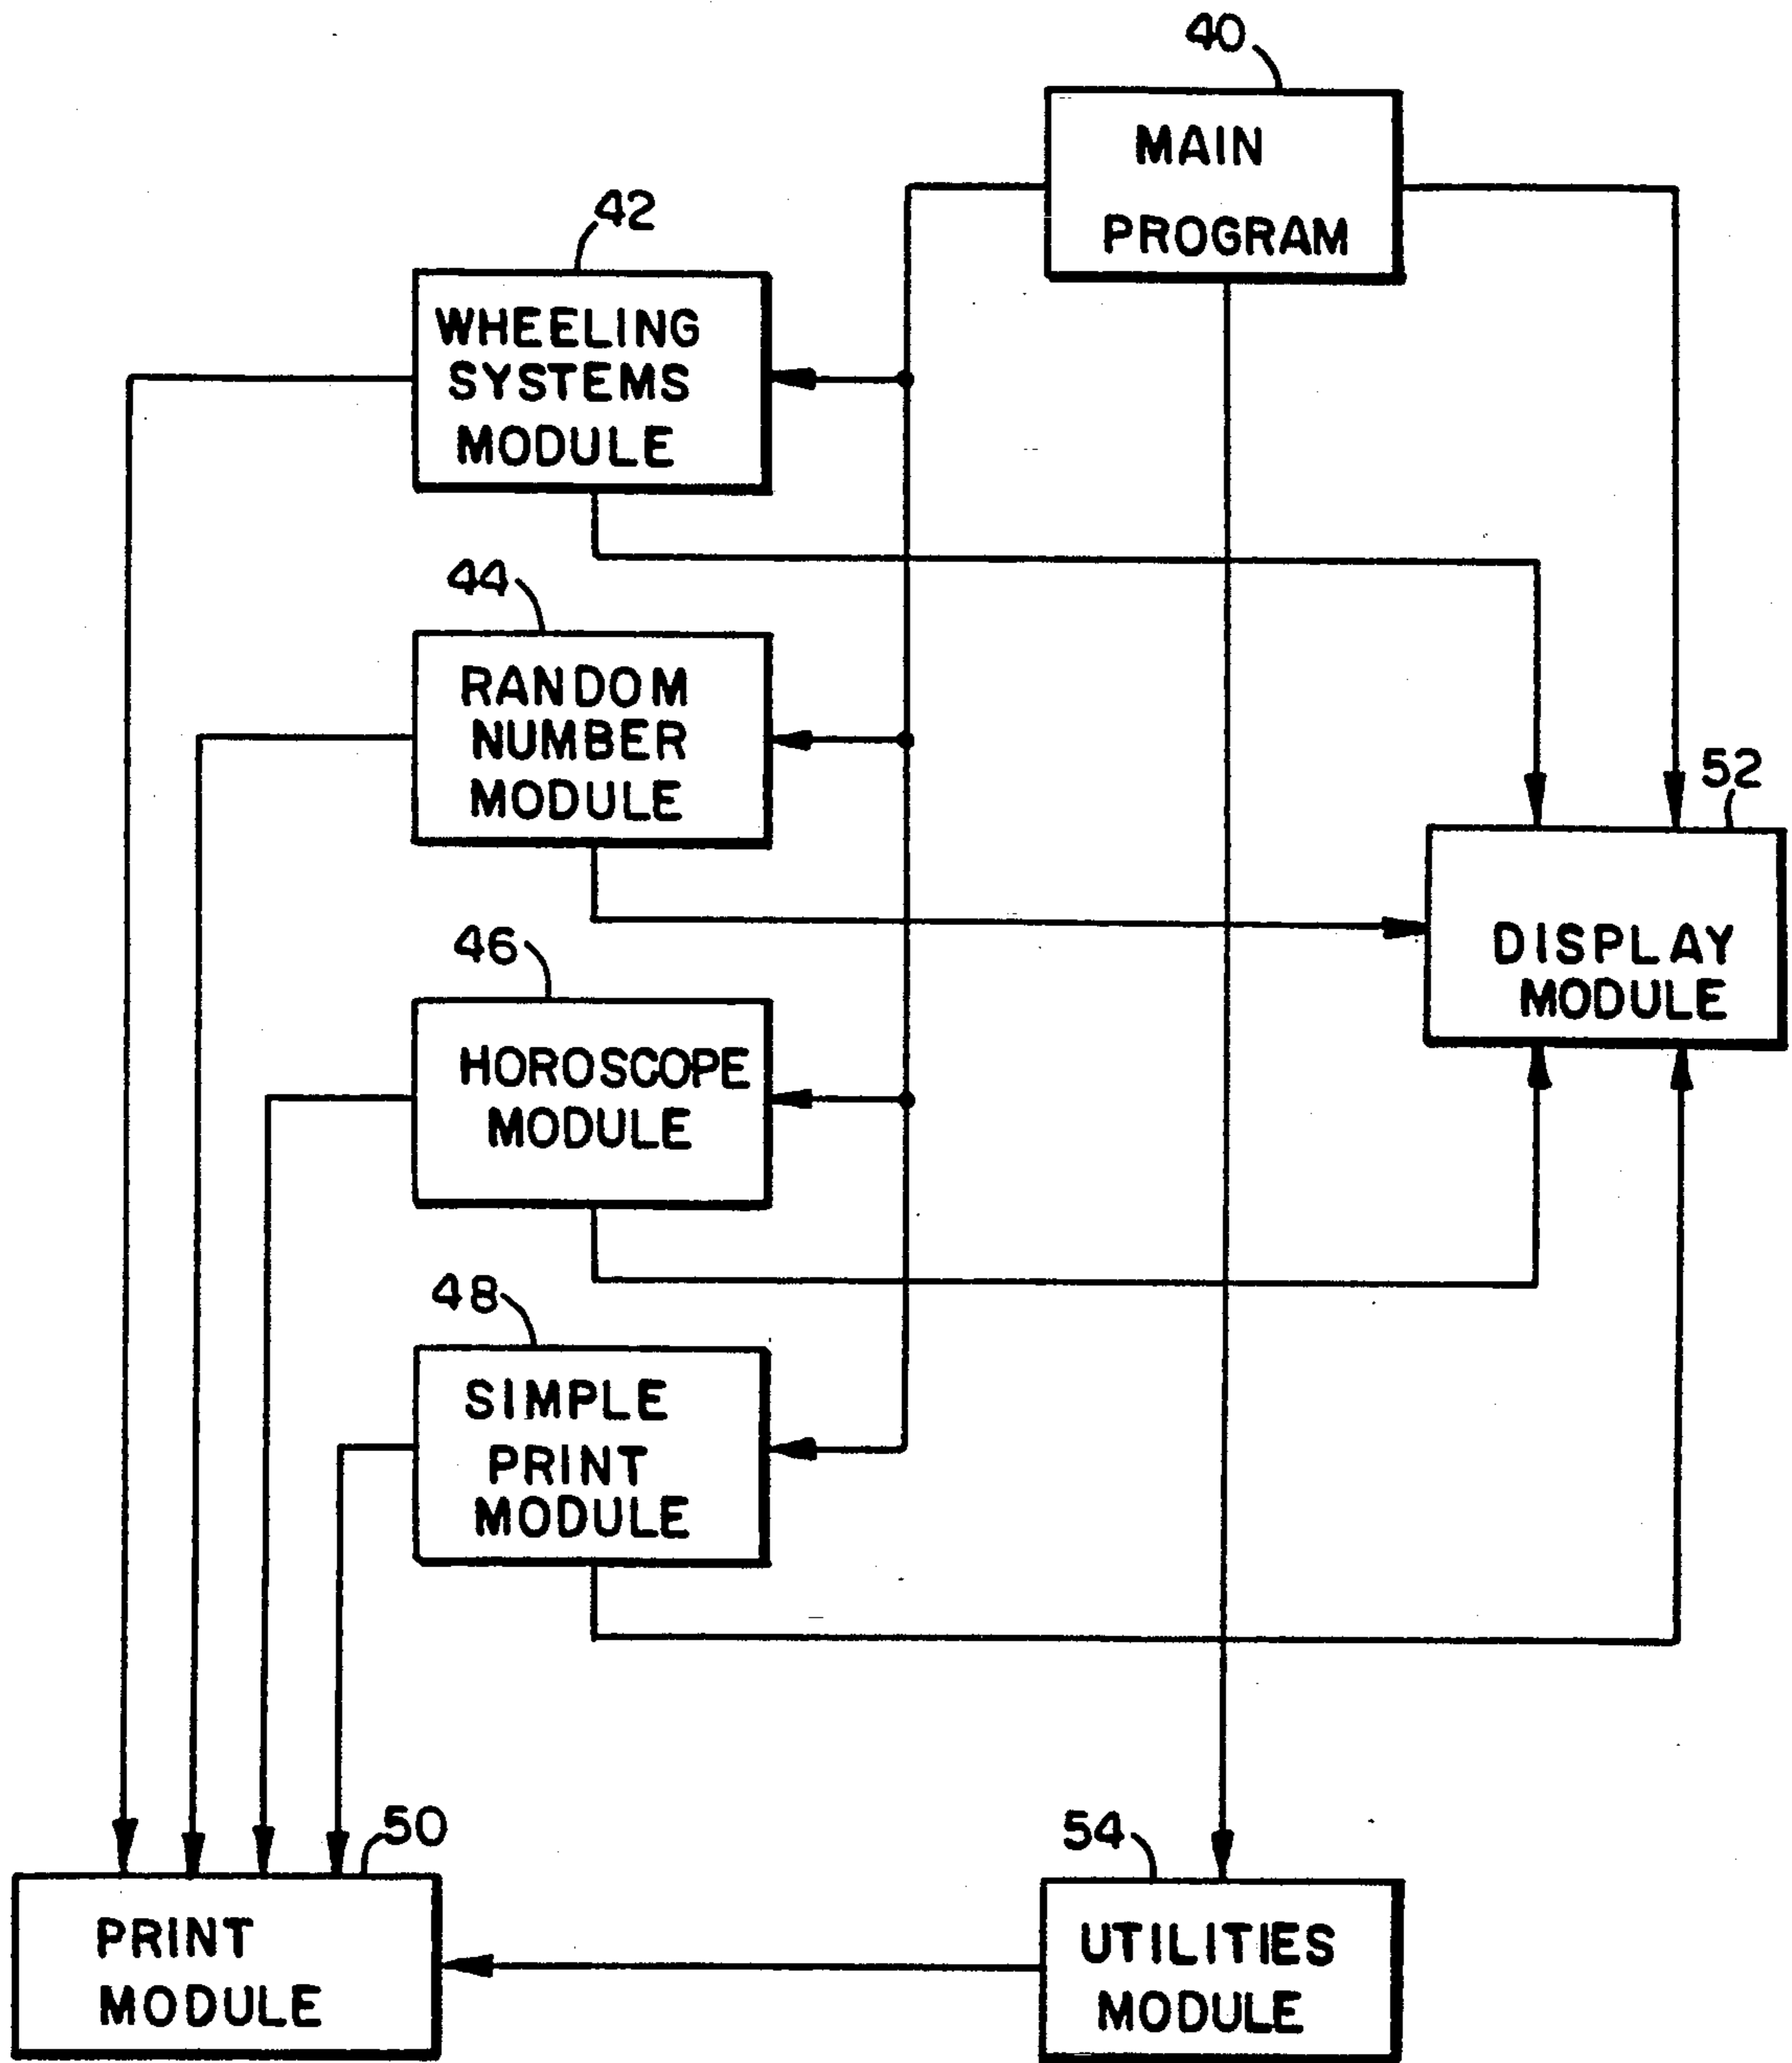 40
MAIN
PROGRAM
42
WHEELING
SYSTEMS
MODULE
44
RANDOM
NUMBER
MODULE
52
DISPLAY
MODULE
46
HOROSCOPE
MODULE
48
SIMPLE
PRINT
MODULE
50
PRINT
MODULE
54
UTILITIES
MODULE